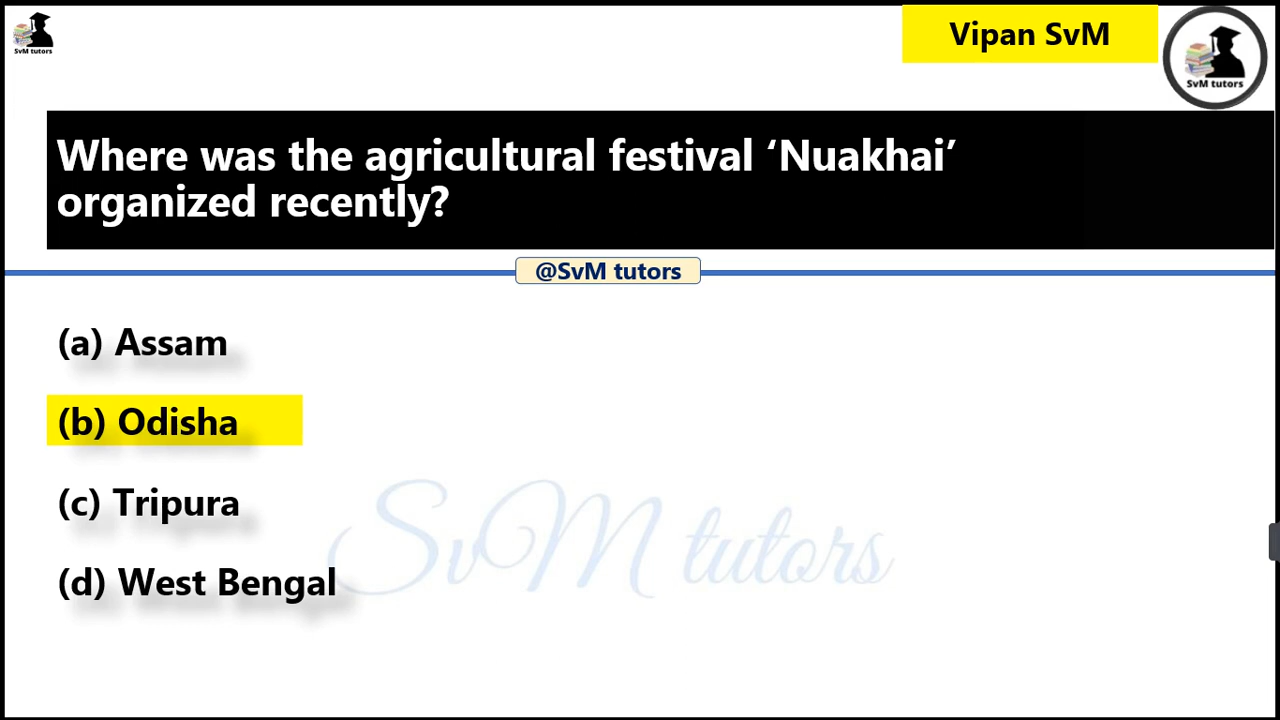 SvM tutors
Vipan SvM
SvM tutors
Where was the agricultural festival ‘Nuakhai’
organized recently?
@SvM tutors
(a) Assam
(b) Odisha
(c) Tripura
(d) West Bengal
SvM tutors